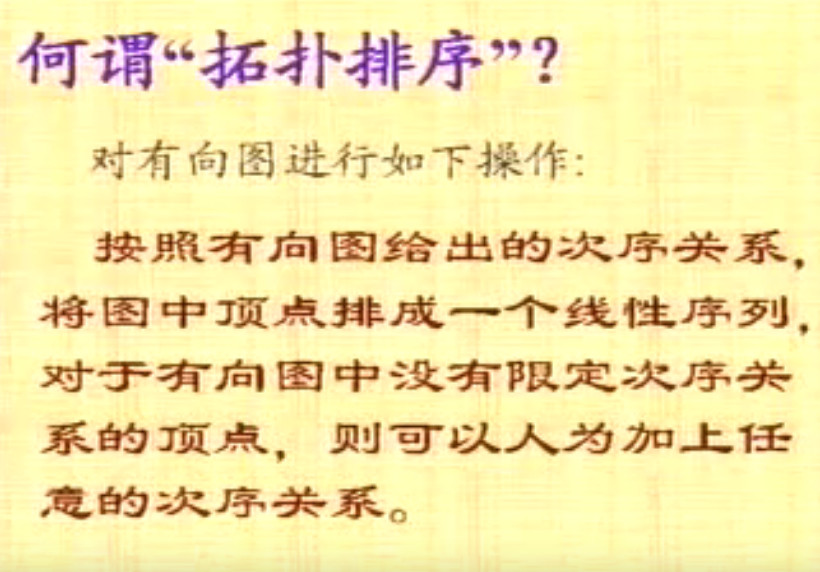 何谓“拓扑排序”?
对有向图进行如下操作:
按照有向图给出的次序关系,
将图中顶点排成一个线性序列,
对于有向图中没有限定次序关
系的顶点, 则可以人为加上任
意的次序关系。